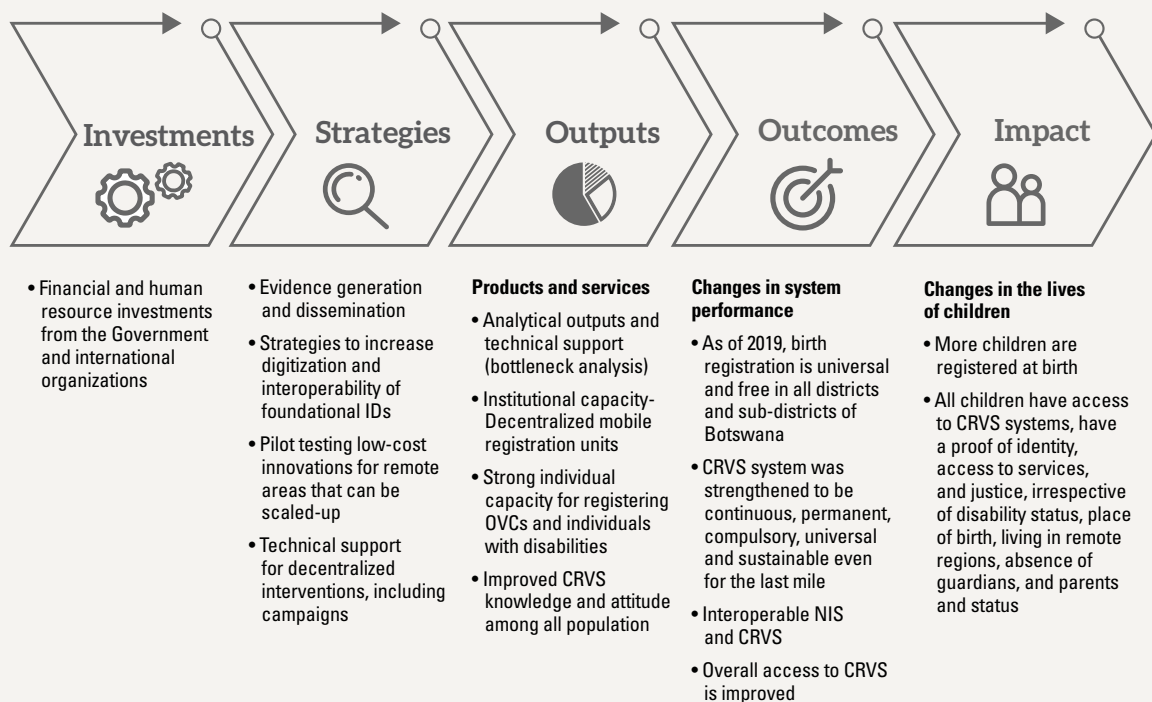 Investments
Strategies
Outputs
Outcomes
Impact
• Financial and human
resource investments
from the Government
and international
organizations
• Evidence generation
and dissemination
• Strategies to increase
digitization and
interoperability of
foundational IDs
• Pilot testing low-cost
innovations for remote
areas that can be
scaled-up
• Technical support
for decentralized
interventions, including
campaigns
Products and services
• Analytical outputs and
technical support
(bottleneck analysis)
• Institutional capacity-
Decentralized mobile
registration units
• Strong individual
capacity for registering
OVCs and individuals
with disabilities
• Improved CRVS
knowledge and attitude
among all population
Changes in system
performance
• As of 2019, birth
registration is universal
and free in all districts
and sub-districts of
Botswana
• CRVS system was
strengthened to be
continuous, permanent,
compulsory, universal
and sustainable even
for the last mile
• Interoperable NIS
and CRVS
• Overall access to CRVS
is improved
Changes in the lives
of children
• More children are
registered at birth
• All children have access
to CRVS systems, have
a proof of identity,
access to services,
and justice, irrespective
of disability status, place
of birth, living in remote
regions, absence of
guardians, and parents
and status